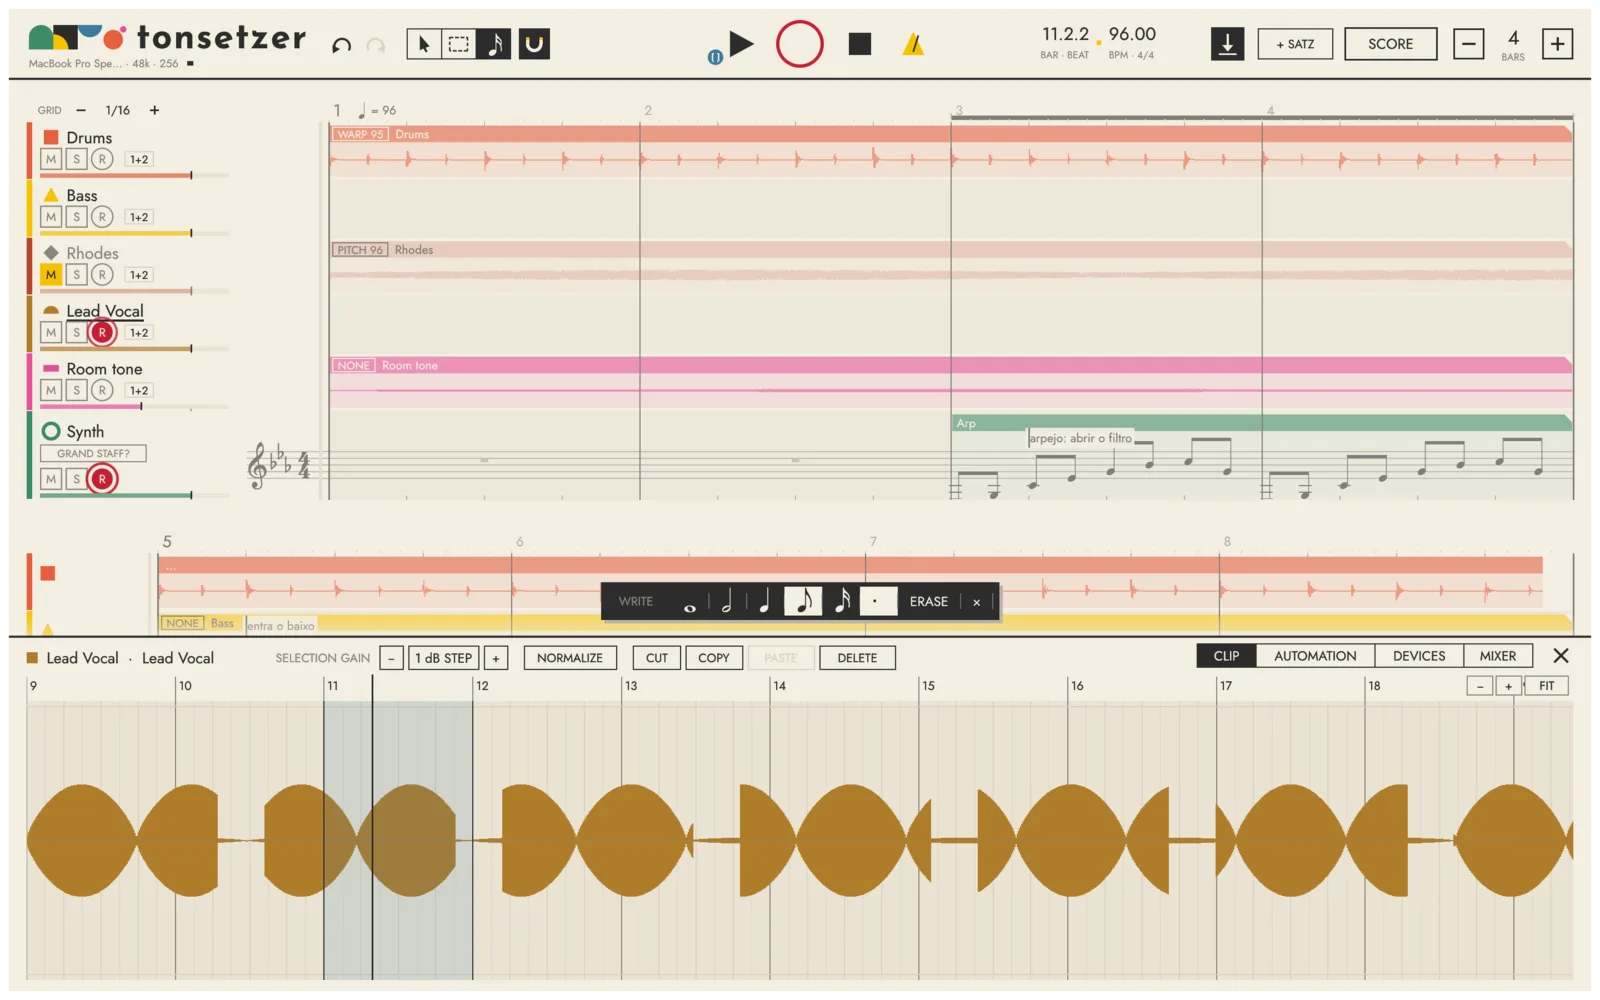 tonsetzer
MacBook Pro Spe... · 48k · 256
11.2.2 96.00
BAR · BEAT BPM · 4/4
+ SATZ
SCORE
4
BARS
GRID − 1/16 +
1 ♩ = 96 2 3 4
Drums
M S R 1+2
WARP 95 Drums
Bass
M S R 1+2
Rhodes
M S R 1+2
PITCH 96 Rhodes
Lead Vocal
M S R 1+2
Room tone
M S R 1+2
NONE Room tone
Synth
GRAND STAFF?
M S R
Arp
arpejo: abrir o filtro
5 6 7 8
...
WRITE ERASE ×
NONE Bass entra o baixo
Lead Vocal · Lead Vocal
SELECTION GAIN − 1 dB STEP + NORMALIZE CUT COPY PASTE DELETE
CLIP AUTOMATION DEVICES MIXER
9 10 11 12 13 14 15 16 17 18
− + FIT